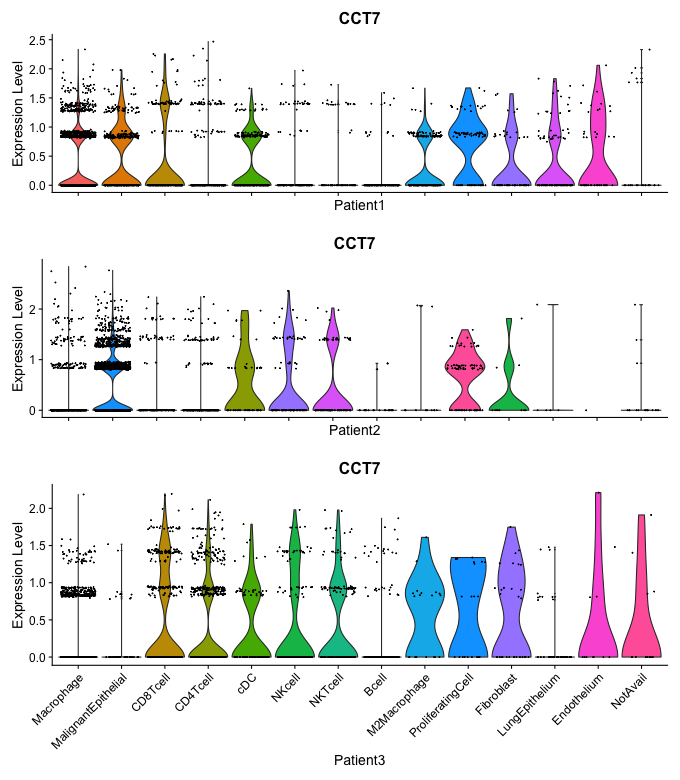 CCT7
Expression Level
2.5
2.0
1.5
1.0
0.5
0.0
Patient1
CCT7
Expression Level
2
1
0
Patient2
CCT7
Expression Level
2.0
1.5
1.0
0.5
0.0
Macrophage
MalignantEpithelial
CD8Tcell
CD4Tcell
cDC
NKcell
NKTcell
Bcell
M2Macrophage
ProliferatingCell
Fibroblast
LungEpithelium
Endothelium
NotAvail
Patient3